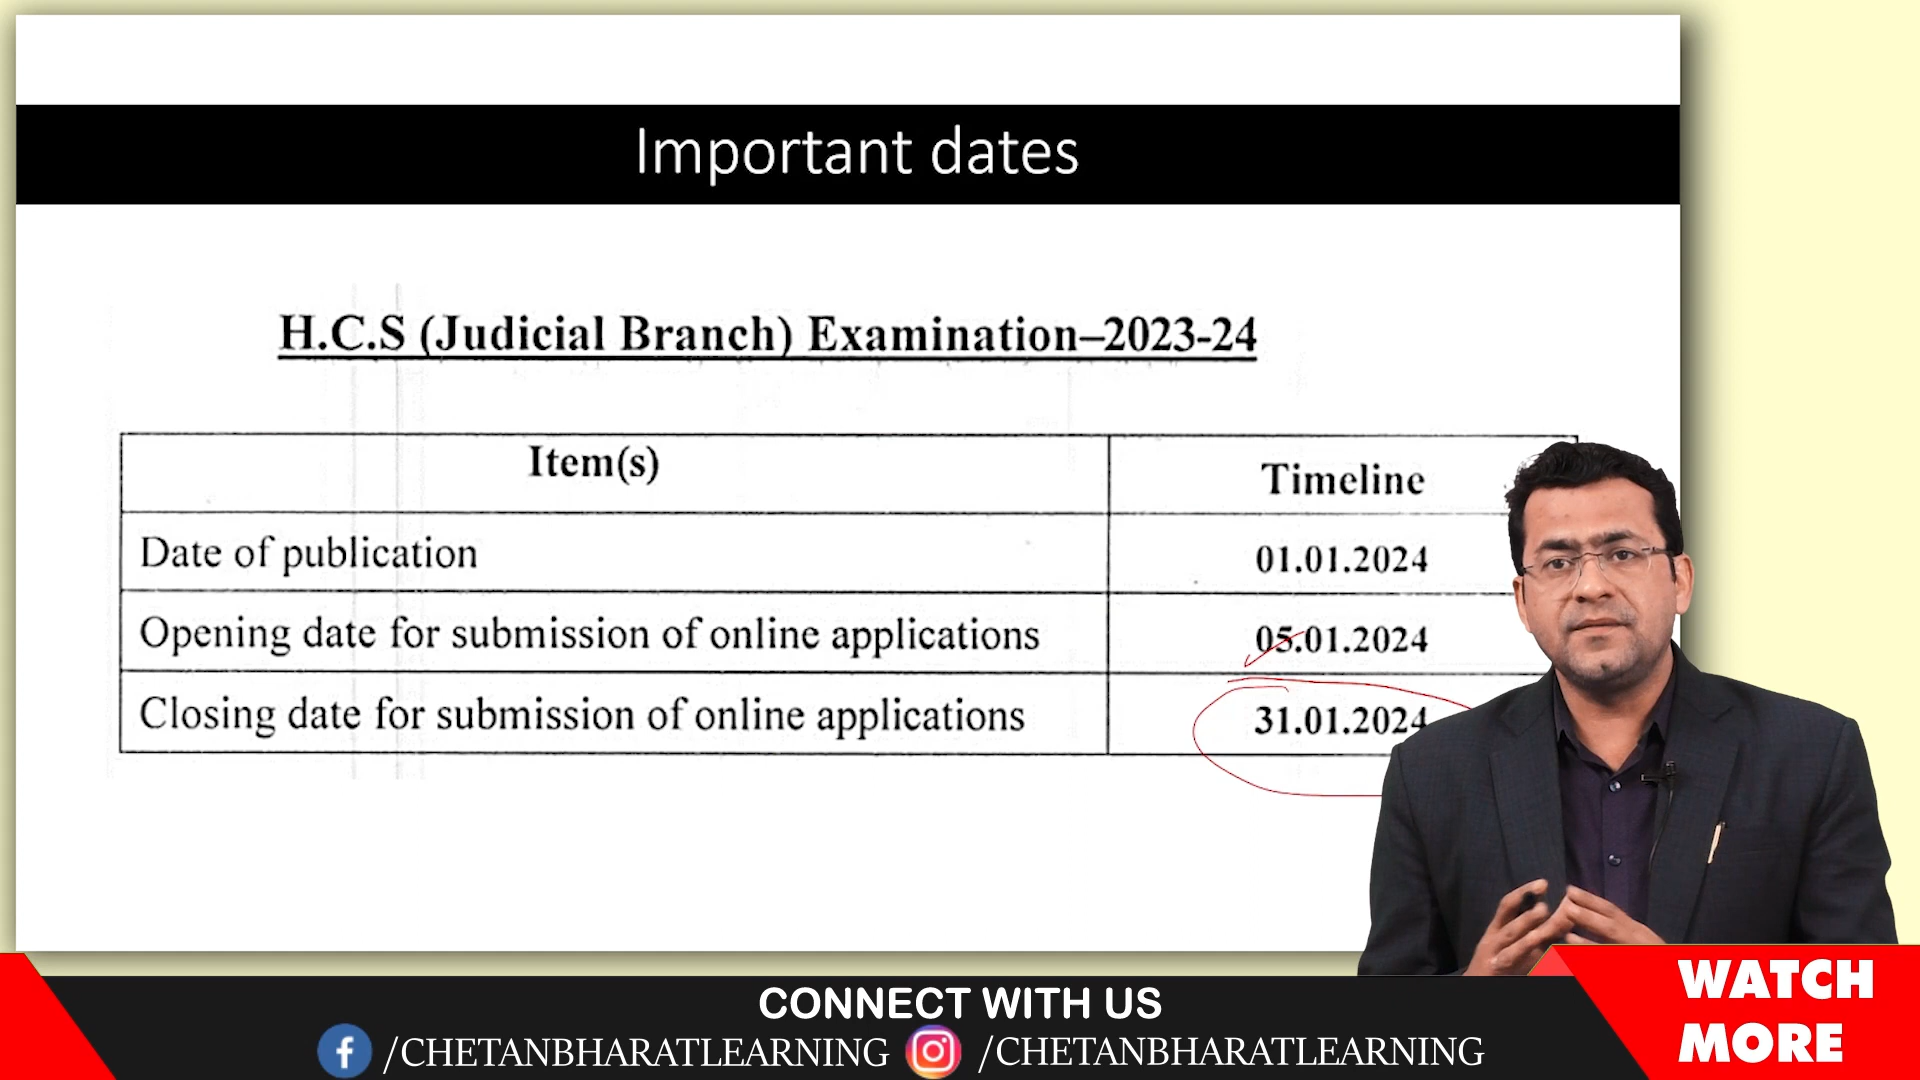 Important dates
H.C.S (Judicial Branch) Examination–2023-24
Item(s) Timeline
Date of publication 01.01.2024
Opening date for submission of online applications 05.01.2024
Closing date for submission of online applications 31.01.2024
CONNECT WITH US
/CHETANBHARATLEARNING /CHETANBHARATLEARNING
WATCH
MORE